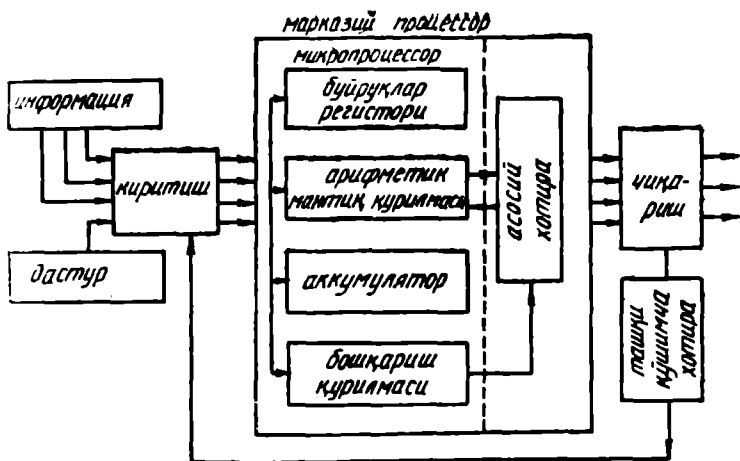 марказий процессор
микропроцессор
информация
дастур
киритиш
буйруқлар
регистори
арифметик
мантиқ қурилмаси
аккумулятор
бошқариш
қурилмаси
асосий
хотира
чиқа-
риш
ташқи
қўшимча
хотира